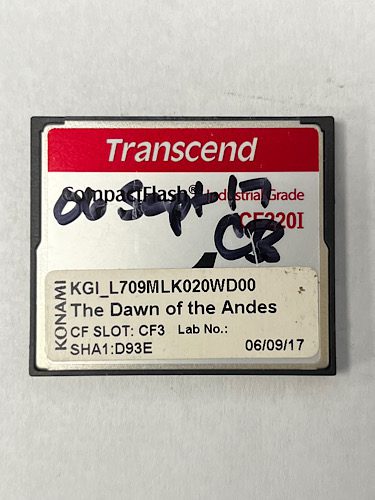 Transcend
CompactFlash® Industrial Grade
06 Sept 17
CF220I
CB
KONAMI
KGI_L709MLK020WD00
The Dawn of the Andes
CF SLOT: CF3 Lab No.:
SHA1:D93E 06/09/17